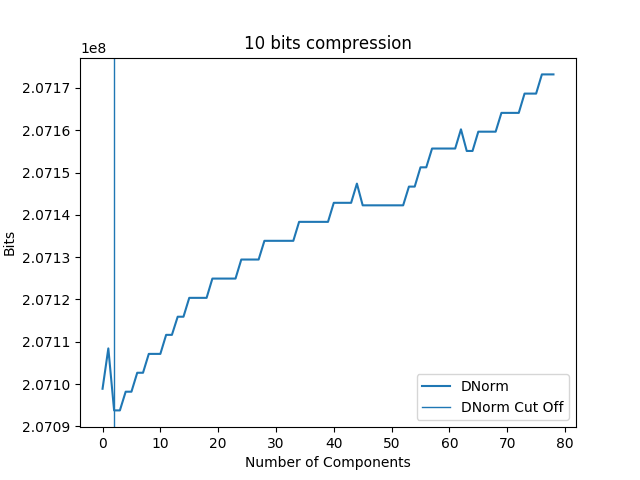 10 bits compression
1e8
2.0717
2.0716
2.0715
2.0714
2.0713
2.0712
2.0711
2.0710
2.0709
Bits
0 10 20 30 40 50 60 70 80
Number of Components
DNorm
DNorm Cut Off